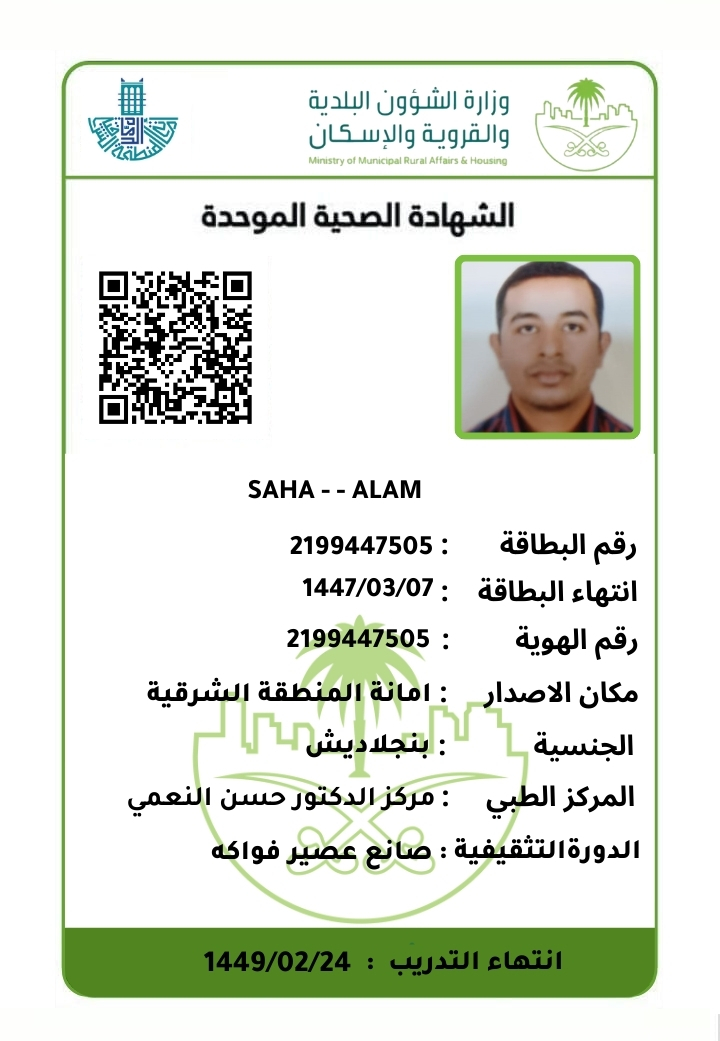 وزارة الشؤون البلدية
والقروية والإسكان
Ministry of Municipal Rural Affairs & Housing
الشهادة الصحية الموحدة
SAHA - - ALAM
رقم البطاقة : 2199447505
انتهاء البطاقة : 1447/03/07
رقم الهوية : 2199447505
مكان الاصدار : امانة المنطقة الشرقية
الجنسية : بنجلاديش
المركز الطبي : مركز الدكتور حسن النعمي
الدورةالتثقيفية : صانع عصير فواكه
انتهاء التدريب : 1449/02/24